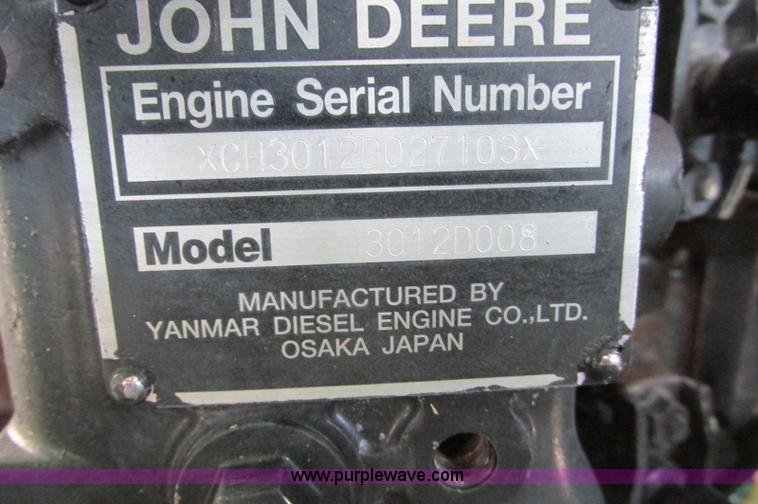 JOHN DEERE
Engine Serial Number
XCH3012D027103X
Model 3012D008
MANUFACTURED BY
YANMAR DIESEL ENGINE CO.,LTD.
OSAKA JAPAN
www.purplewave.com